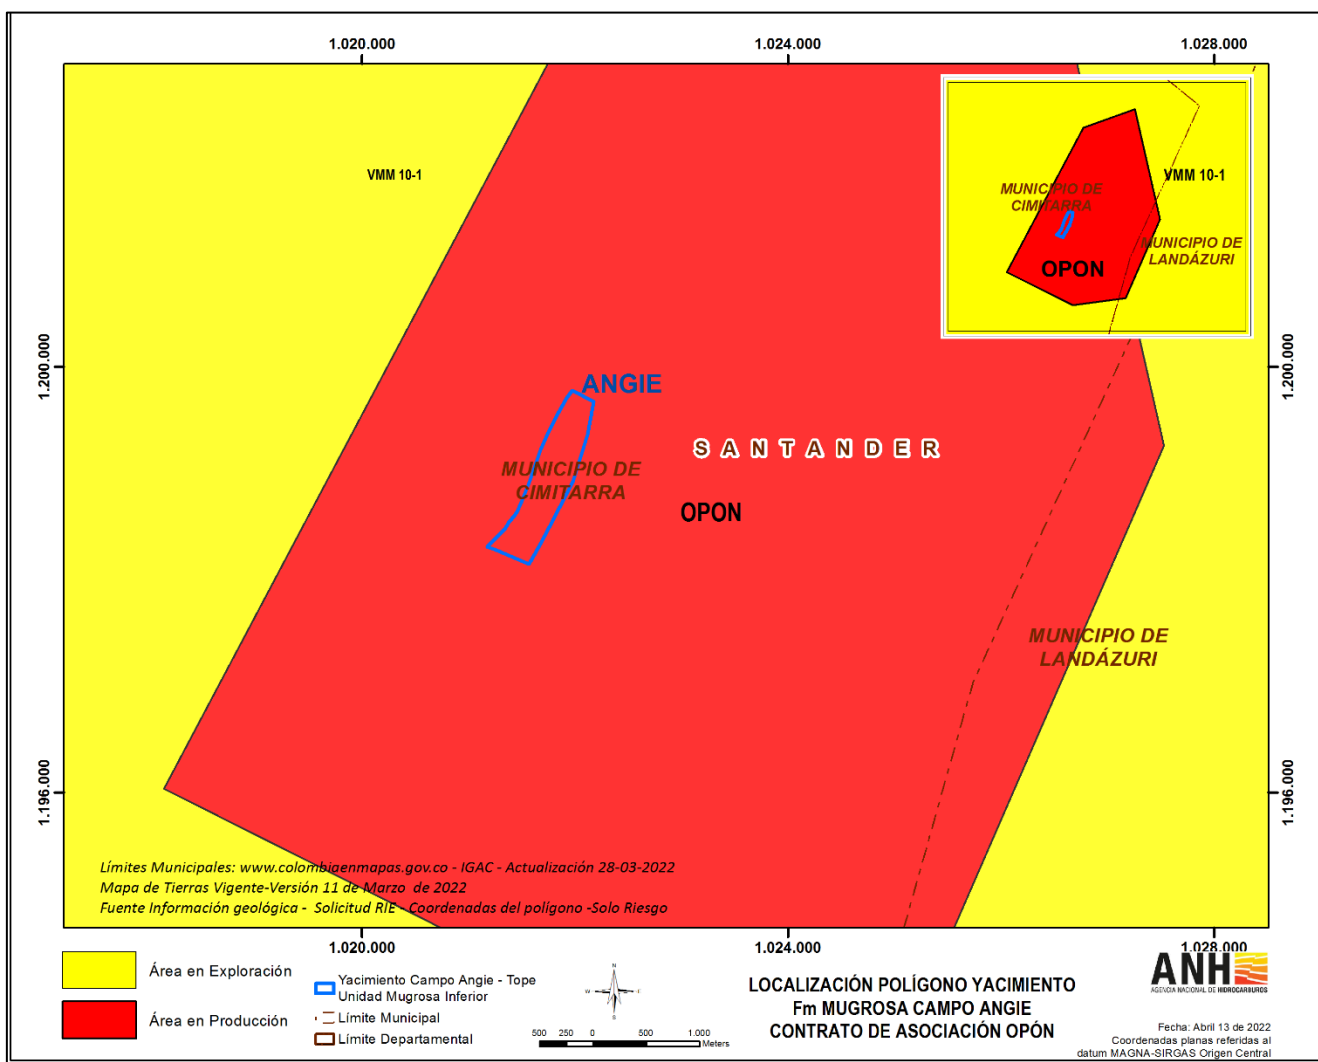 1.020.000
1.024.000
1.028.000
VMM 10-1
MUNICIPIO DE
CIMITARRA
VMM 10-1
MUNICIPIO DE
LANDÁZURI
OPON
1.200.000
1.200.000
ANGIE
SANTANDER
MUNICIPIO DE
CIMITARRA
OPON
MUNICIPIO DE
LANDÁZURI
1.196.000
1.196.000
Límites Municipales: www.colombiaenmapas.gov.co - IGAC - Actualización 28-03-2022
Mapa de Tierras Vigente-Versión 11 de Marzo de 2022
Fuente Información geológica - Solicitud RIE - Coordenadas del polígono -Solo Riesgo
1.020.000
1.024.000
1.028.000
Área en Exploración
Área en Producción
Yacimiento Campo Angie - Tope
Unidad Mugrosa Inferior
Límite Municipal
Límite Departamental
N
W
E
S
500 250 0 500 1.000
Meters
LOCALIZACIÓN POLÍGONO YACIMIENTO
Fm MUGROSA CAMPO ANGIE
CONTRATO DE ASOCIACIÓN OPÓN
ANH
AGENCIA NACIONAL DE HIDROCARBUROS
Fecha: Abril 13 de 2022
Coordenadas planas referidas al
datum MAGNA-SIRGAS Origen Central